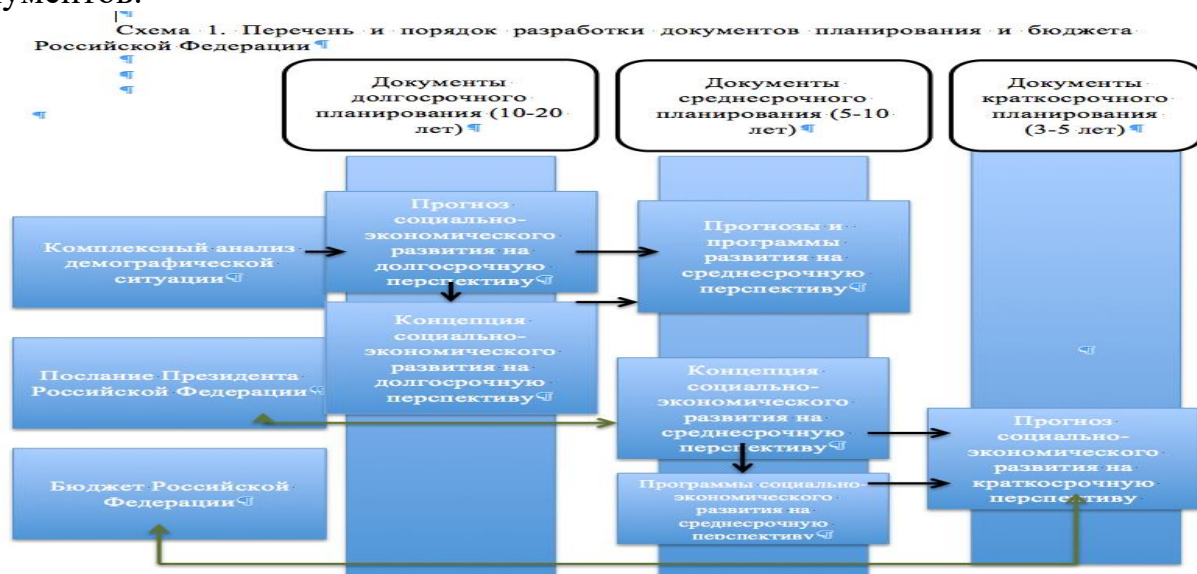 Схема 1. Перечень и порядок разработки документов планирования и бюджета
Российской Федерации
Документы
долгосрочного
планирования (10-20
лет)
Документы
среднесрочного
планирования (5-10
лет)
Документы
краткосрочного
планирования
(3-5 лет)
Комплексный анализ
демографической
ситуации
Прогноз
социально-
экономического
развития на
долгосрочную
перспективу
Прогнозы и
программы
развития на
среднесрочную
перспективу
Послание Президента
Российской Федерации
Концепция
социально-
экономического
развития на
долгосрочную
перспективу
Концепция
социально-
экономического
развития на
среднесрочную
перспективу
Бюджет Российской
Федерации
Программы социально-
экономического
развития на
среднесрочную
перспективу
Прогноз
социально-
экономического
развития на
краткосрочную
перспективу